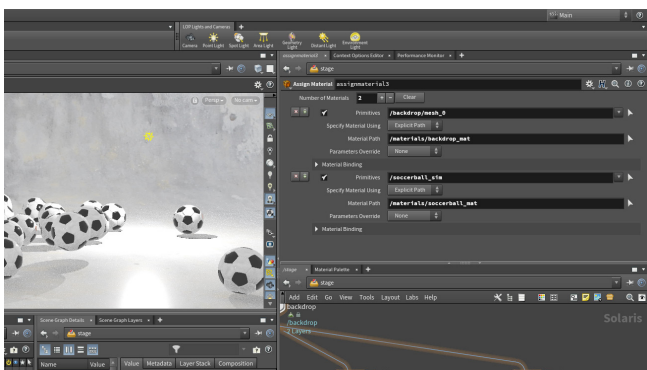 Main
LOP Lights and Cameras
Camera Point Light Spot Light Area Light
Geometry Light Distant Light Environment Light
assignmaterial3 Context Options Editor Performance Monitor
stage
Assign Material assignmaterial3
Persp No cam
Number of Materials 2 Clear
Primitives /backdrop/mesh_0
Specify Material Using Explicit Path
Material Path /materials/backdrop_mat
Parameters Override None
Material Binding
Primitives /soccerball_sim
Specify Material Using Explicit Path
Material Path /materials/soccerball_mat
Parameters Override None
Material Binding
/stage Material Palette
stage
Add Edit Go View Tools Layout Labs Help
backdrop
/backdrop
2 Layers
Solaris
Scene Graph Details Scene Graph Layers
stage
Name Value Value Metadata Layer Stack Composition